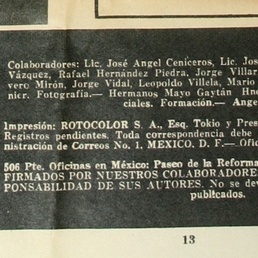 Colaboradores: Lic. José Angel Ceniceros, Lic. Jos
Vázquez, Rafael Hernández Piedra, Jorge Villar
vero Mirón, Jorge Vidal, Leopoldo Villela, Mario
nicr. Fotografía.— Hermanos Mayo Gaytán Hno
ciales. Formación.— Ange
Impresión: ROTOCOLOR S. A., Esq. Tokio y Pres
Registros pendientes. Toda correspondencia debe
nistración de Correos No. 1, MEXICO, D. F.— Ofic
506 Pte. Oficinas en México: Paseo de la Reforma
FIRMADOS POR NUESTROS COLABORADORE
PONSABILIDAD DE SUS AUTORES. No se dev
publicados.
13